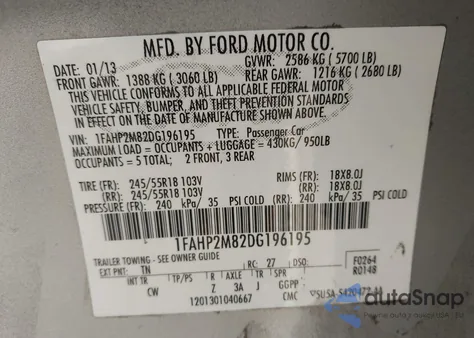 MFD. BY FORD MOTOR CO.
DATE: 01/13 GVWR: 2586 KG ( 5700 LB)
FRONT GAWR: 1388 KG ( 3060 LB) REAR GAWR: 1216 KG ( 2680 LB)
THIS VEHICLE CONFORMS TO ALL APPLICABLE FEDERAL MOTOR
VEHICLE SAFETY, BUMPER, AND THEFT PREVENTION STANDARDS
IN EFFECT ON THE DATE OF MANUFACTURE SHOWN ABOVE.
VIN: 1FAHP2M82DG196195 TYPE: Passenger Car
MAXIMUM LOAD = OCCUPANTS + LUGGAGE = 430KG/950LB
OCCUPANTS = 5 TOTAL; 2 FRONT, 3 REAR
TIRE (FR): 245/55R18 103V RIMS (FR): 18X8.0J
(RR): 245/55R18 103V (RR): 18X8.0J
PRESSURE (FR): 240 kPa/ 35 PSI COLD
(RR): 240 kPa/ 35 PSI COLD
1FAHP2M82DG196195
TRAILER TOWING - SEE OWNER GUIDE
EXT PNT: TN RC: 27 DSO: F0264
R0148
INT TR TP/PS R AXLE TR SPR
CW Z 3A J GGPP
1201301040667 CMC
autoSnap
Salvage Auto Auctions USA